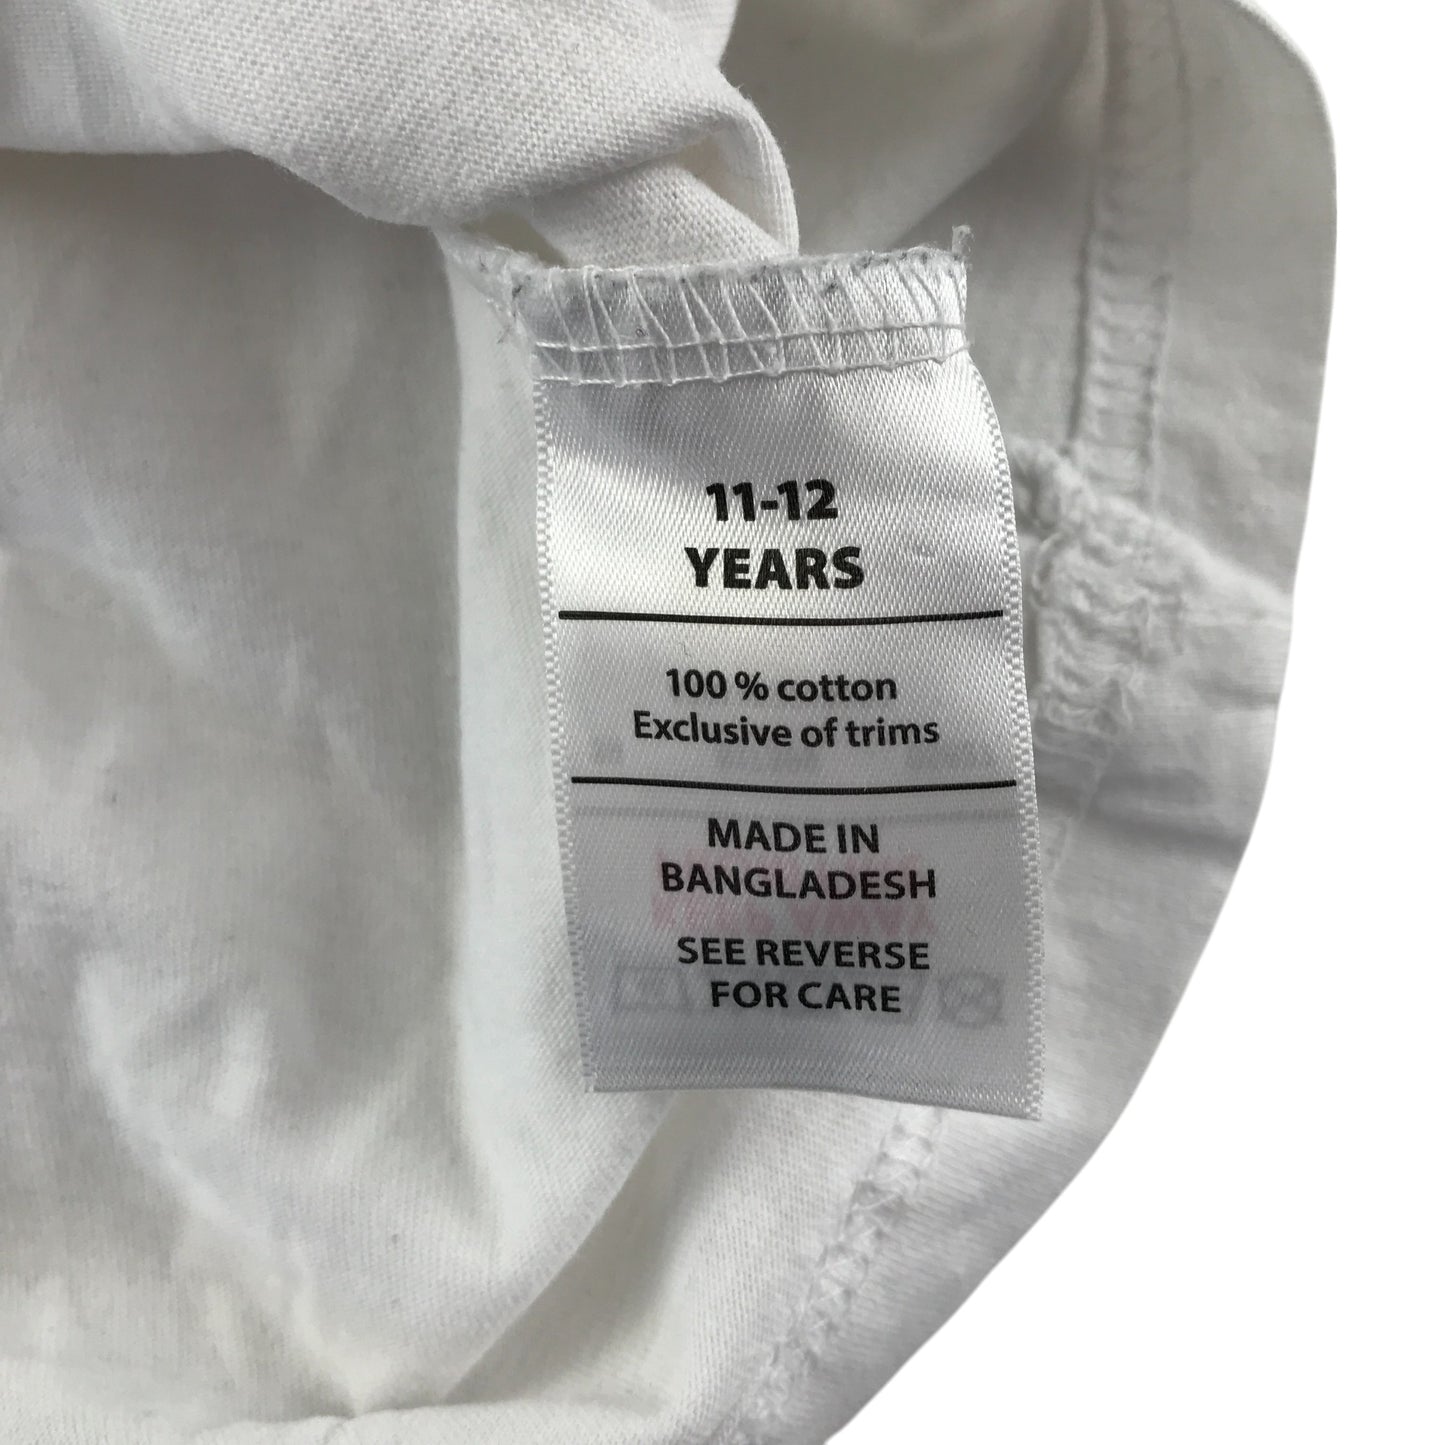 11-12
YEARS
100 % cotton
Exclusive of trims
MADE IN
BANGLADESH
SEE REVERSE
FOR CARE